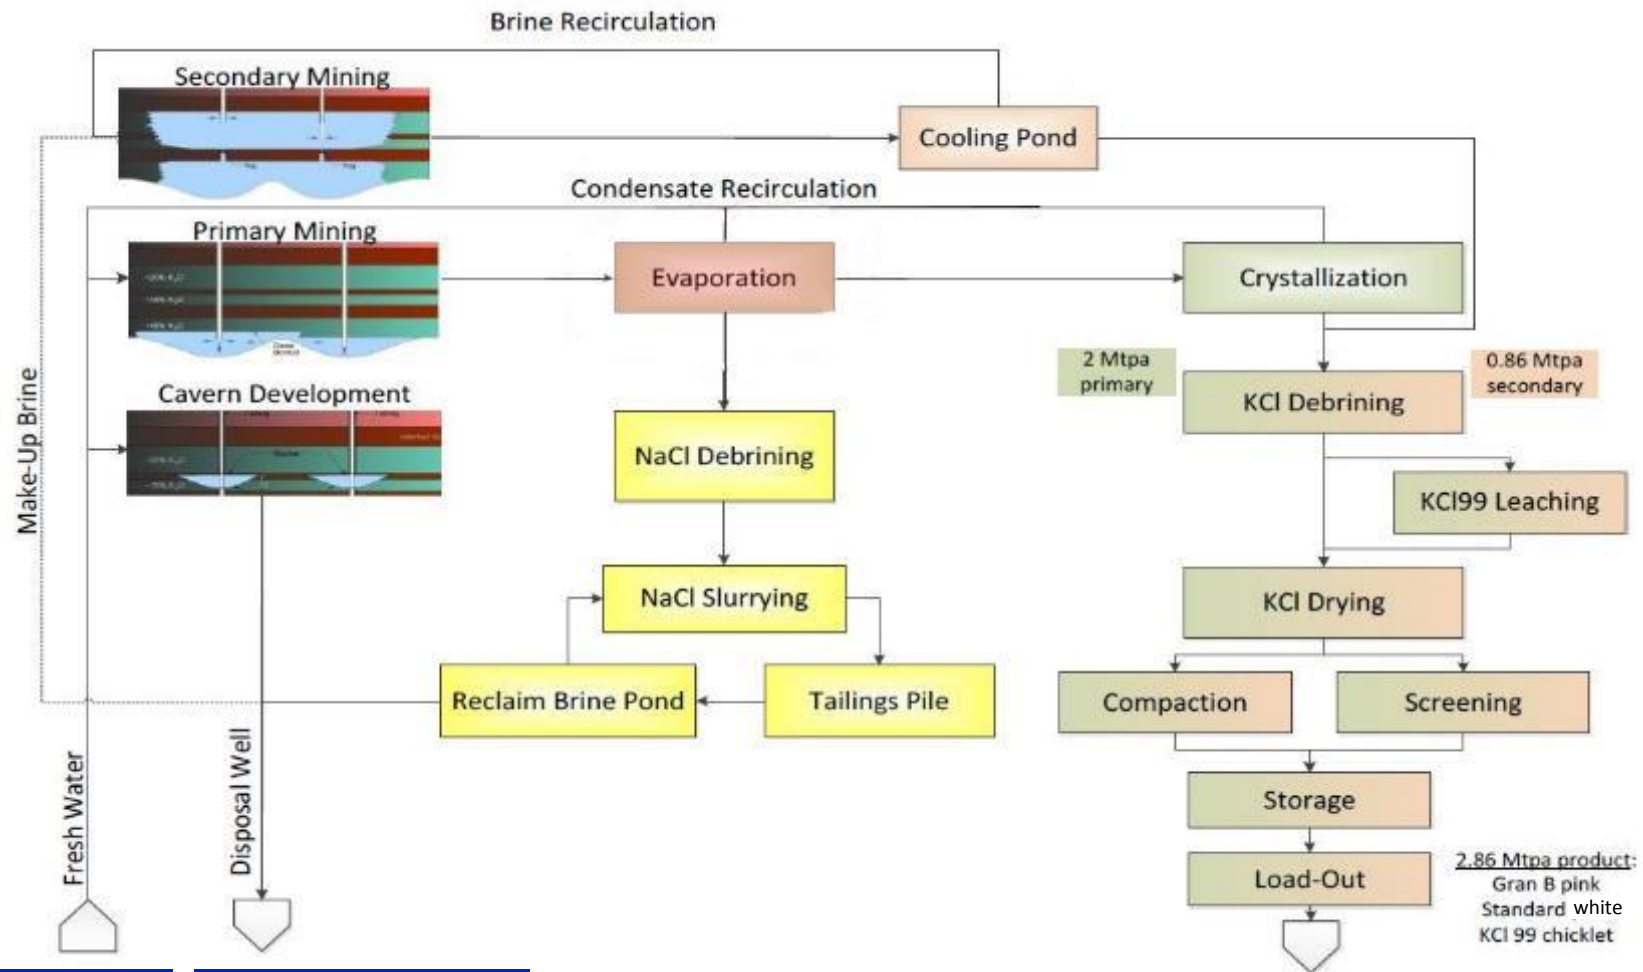 Brine Recirculation
Secondary Mining
Cooling Pond
Condensate Recirculation
Primary Mining
Evaporation
Crystallization
2 Mtpa
primary
0.86 Mtpa
secondary
KCl Debrining
Cavern Development
Make-Up Brine
NaCl Debrining
KCl99 Leaching
NaCl Slurrying
KCl Drying
Reclaim Brine Pond
Tailings Pile
Compaction
Screening
Fresh Water
Disposal Well
Storage
Load-Out
2.86 Mtpa product:
Gran B pink
Standard white
KCl 99 chicklet